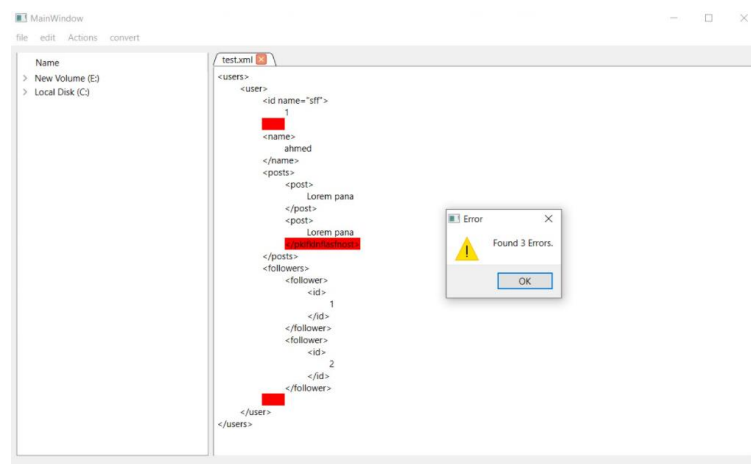 MainWindow
file edit Actions convert
Name
New Volume (E:)
Local Disk (C:)
test.xml
<users>
<user>
<id name="sff">
1
<name>
ahmed
</name>
<posts>
<post>
Lorem pana
</post>
<post>
Lorem pana
</posts>
<followers>
<follower>
<id>
1
</id>
</follower>
<follower>
<id>
2
</id>
</follower>
</user>
</users>
Error
Found 3 Errors.
OK